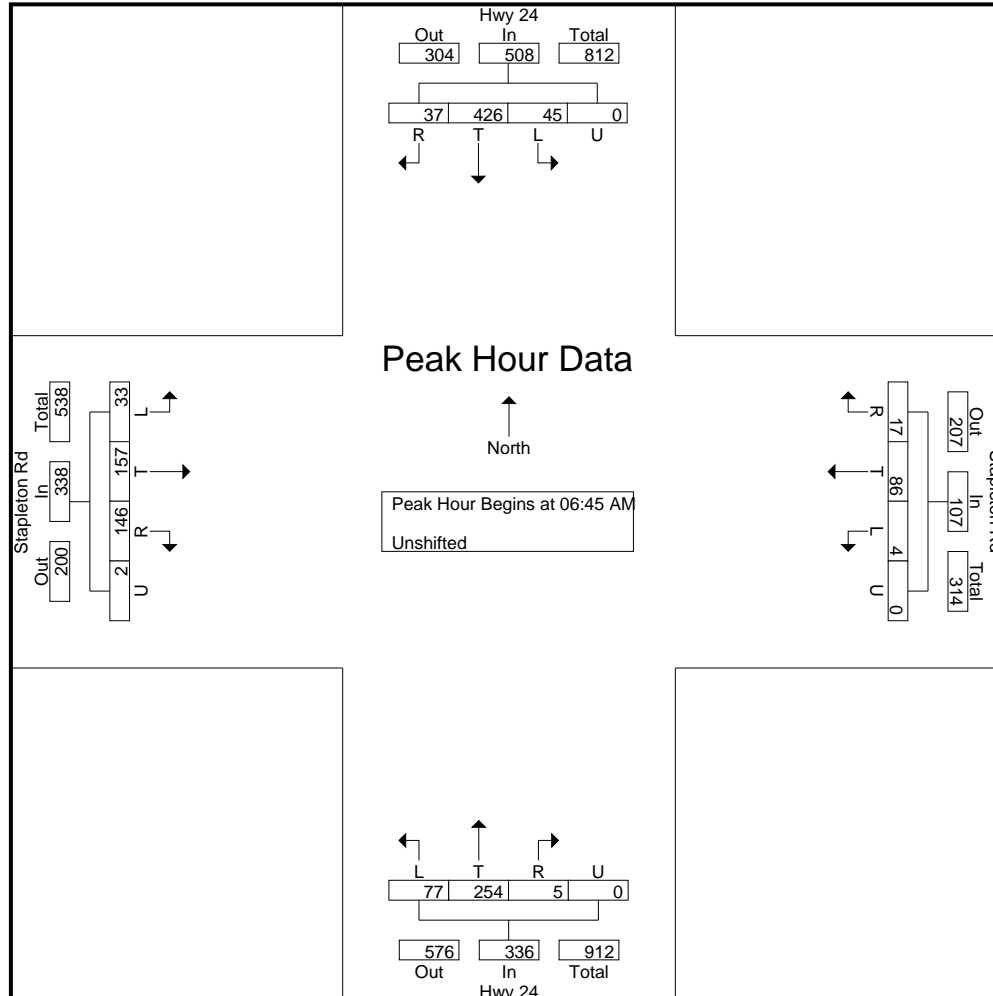 Hwy 24
Out In Total
304 508 812
37 426 45 0
R T L U
Peak Hour Data
North
Peak Hour Begins at 06:45 AM
Unshifted
Stapleton Rd
Total In Out
538 338 200
33 157 146 2
L T R U
Out In Total
207 107 314
17 86 4 0
R T L U
L T R U
77 254 5 0
576 336 912
Out In Total
Hwy 24